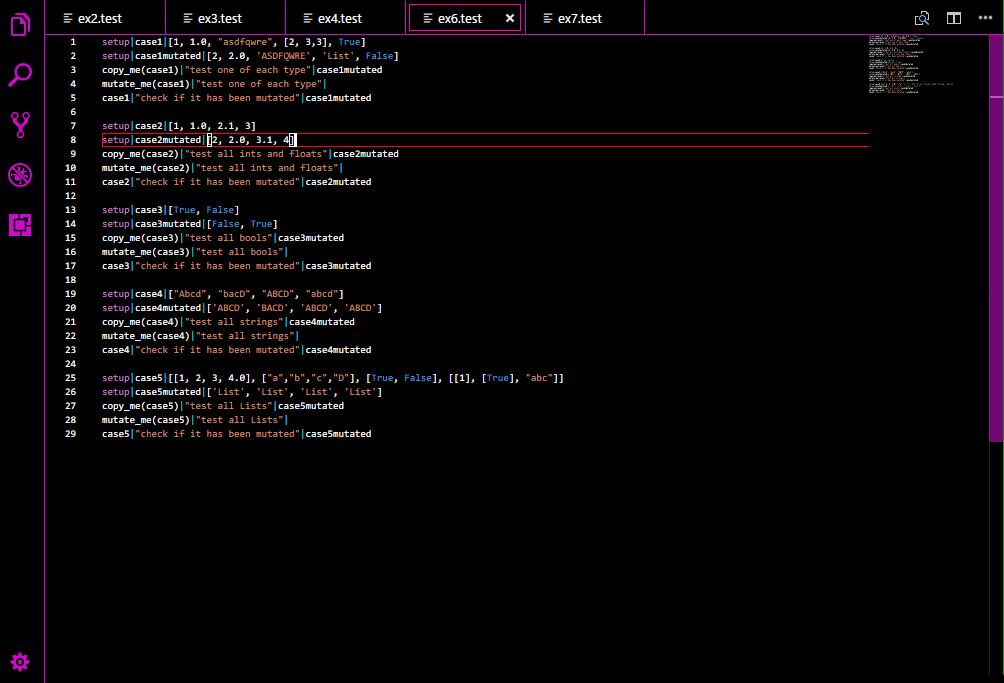 ex2.test ex3.test ex4.test ex6.test ex7.test
1 setup|case1|[1, 1.0, "asdfqwre", [2, 3,3], True]
2 setup|case1mutated|[2, 2.0, 'ASDFQWRE', 'List', False]
3 copy_me(case1)|"test one of each type"|case1mutated
4 mutate_me(case1)|"test one of each type"|
5 case1|"check if it has been mutated"|case1mutated
6
7 setup|case2|[1, 1.0, 2.1, 3]
8 setup|case2mutated|[2, 2.0, 3.1, 4]
9 copy_me(case2)|"test all ints and floats"|case2mutated
10 mutate_me(case2)|"test all ints and floats"|
11 case2|"check if it has been mutated"|case2mutated
12
13 setup|case3|[True, False]
14 setup|case3mutated|[False, True]
15 copy_me(case3)|"test all bools"|case3mutated
16 mutate_me(case3)|"test all bools"|
17 case3|"check if it has been mutated"|case3mutated
18
19 setup|case4|["Abcd", "bacD", "ABCD", "abcd"]
20 setup|case4mutated|['ABCD', 'BACD', 'ABCD', 'ABCD']
21 copy_me(case4)|"test all strings"|case4mutated
22 mutate_me(case4)|"test all strings"|
23 case4|"check if it has been mutated"|case4mutated
24
25 setup|case5|[[1, 2, 3, 4.0], ["a","b","c","D"], [True, False], [[1], [True], "abc"]]
26 setup|case5mutated|['List', 'List', 'List', 'List']
27 copy_me(case5)|"test all Lists"|case5mutated
28 mutate_me(case5)|"test all Lists"|
29 case5|"check if it has been mutated"|case5mutated